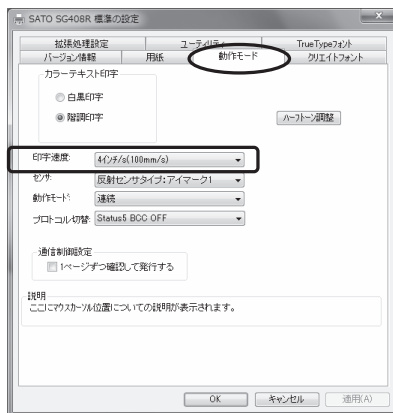 SATO SG408R 標準の設定
拡張処理設定 ユーティリティ TrueTypeフォント
バージョン情報 用紙 動作モード クリエイトフォント
カラーテキスト印字
白黒印字
階調印字
ハーフトーン調整
印字速度: 4インチ/s(100mm/s)
センサ: 反射センサタイプ:アイマーク1
動作モード: 連続
プロトコル切替: Status5 BCC OFF
通信制御設定
1ページずつ確認して発行する
説明
ここにマウスカーソル位置についての説明が表示されます。
OK キャンセル 適用(A)